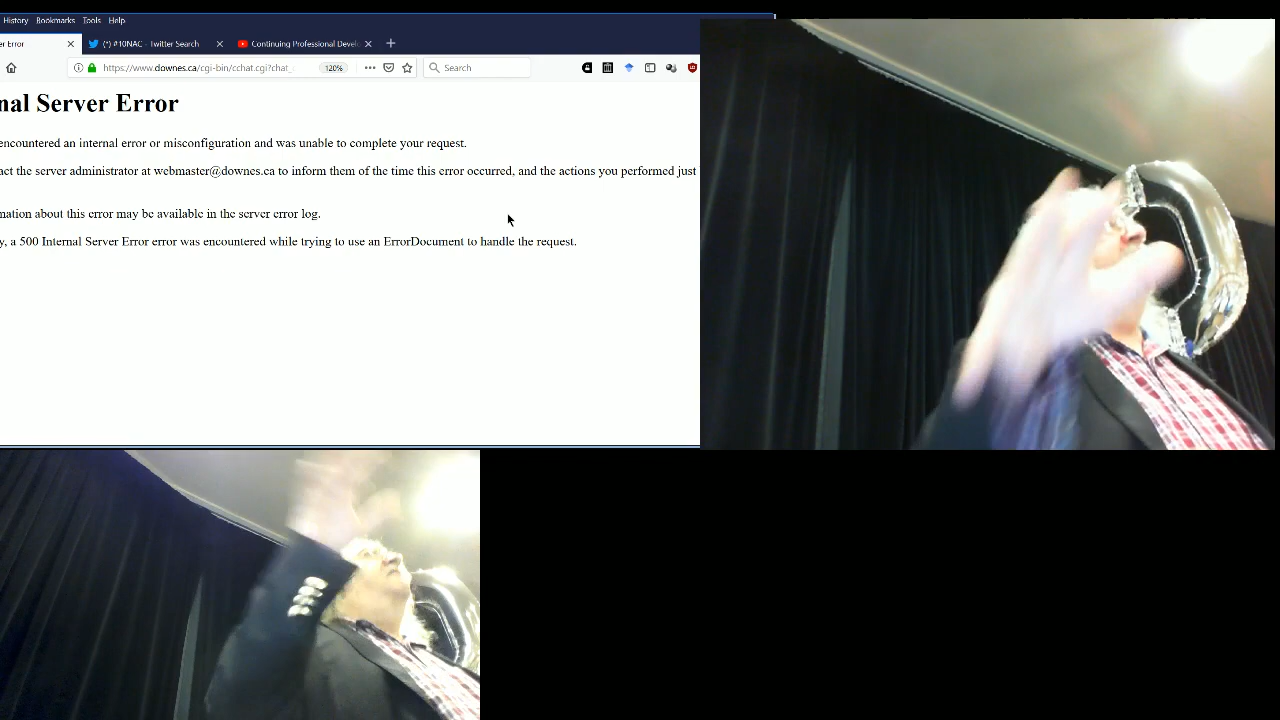 History Bookmarks Tools Help
er Error
(*) #10NAC - Twitter Search
Continuing Professional Devel
https://www.downes.ca/cgi-bin/cchat.cgi?chat_
120%
Search
nal Server Error
encountered an internal error or misconfiguration and was unable to complete your request.
act the server administrator at webmaster@downes.ca to inform them of the time this error occurred, and the actions you performed just
mation about this error may be available in the server error log.
y, a 500 Internal Server Error error was encountered while trying to use an ErrorDocument to handle the request.